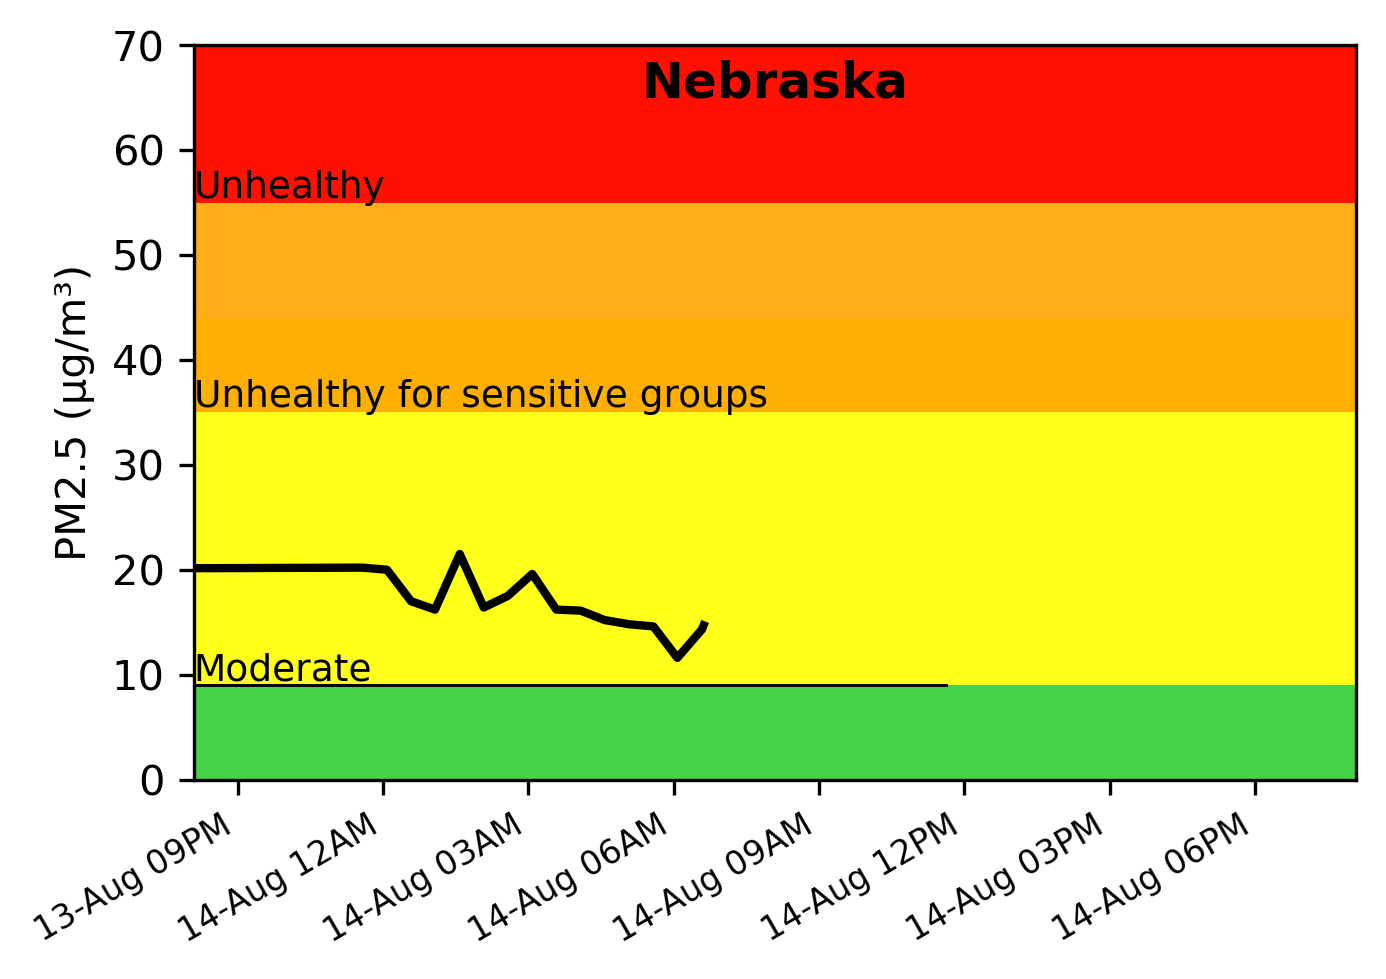 Nebraska
70
60
Unhealthy
50
40
Unhealthy for sensitive groups
30
20
Moderate
10
0
PM2.5 (µg/m³)
13-Aug 09PM
14-Aug 12AM
14-Aug 03AM
14-Aug 06AM
14-Aug 09AM
14-Aug 12PM
14-Aug 03PM
14-Aug 06PM